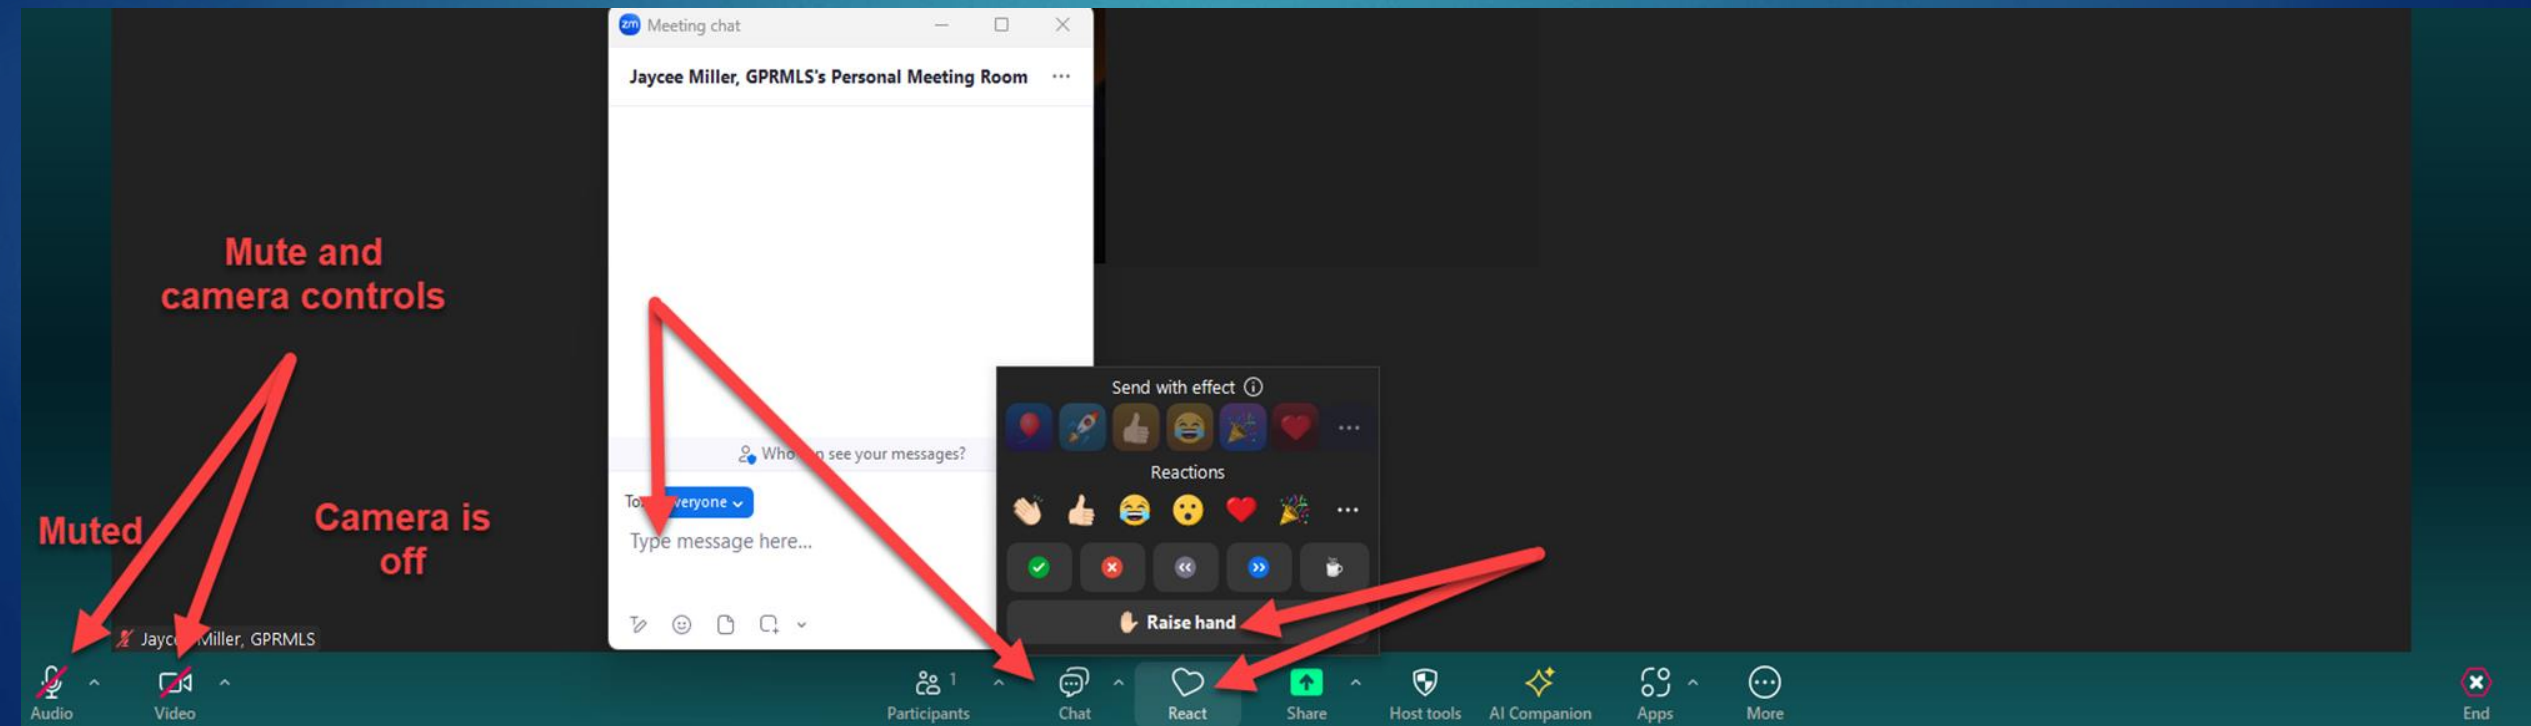 zm Meeting chat
Jaycee Miller, GPRMLS's Personal Meeting Room
Mute and
camera controls
Muted
Camera is
off
see your messages?
Type message here...
Send with effect
Reactions
Raise hand
Miller, GPRMLS
Audio
Video
1
Participants
Chat
React
Share
Host tools
AI Companion
Apps
More
End